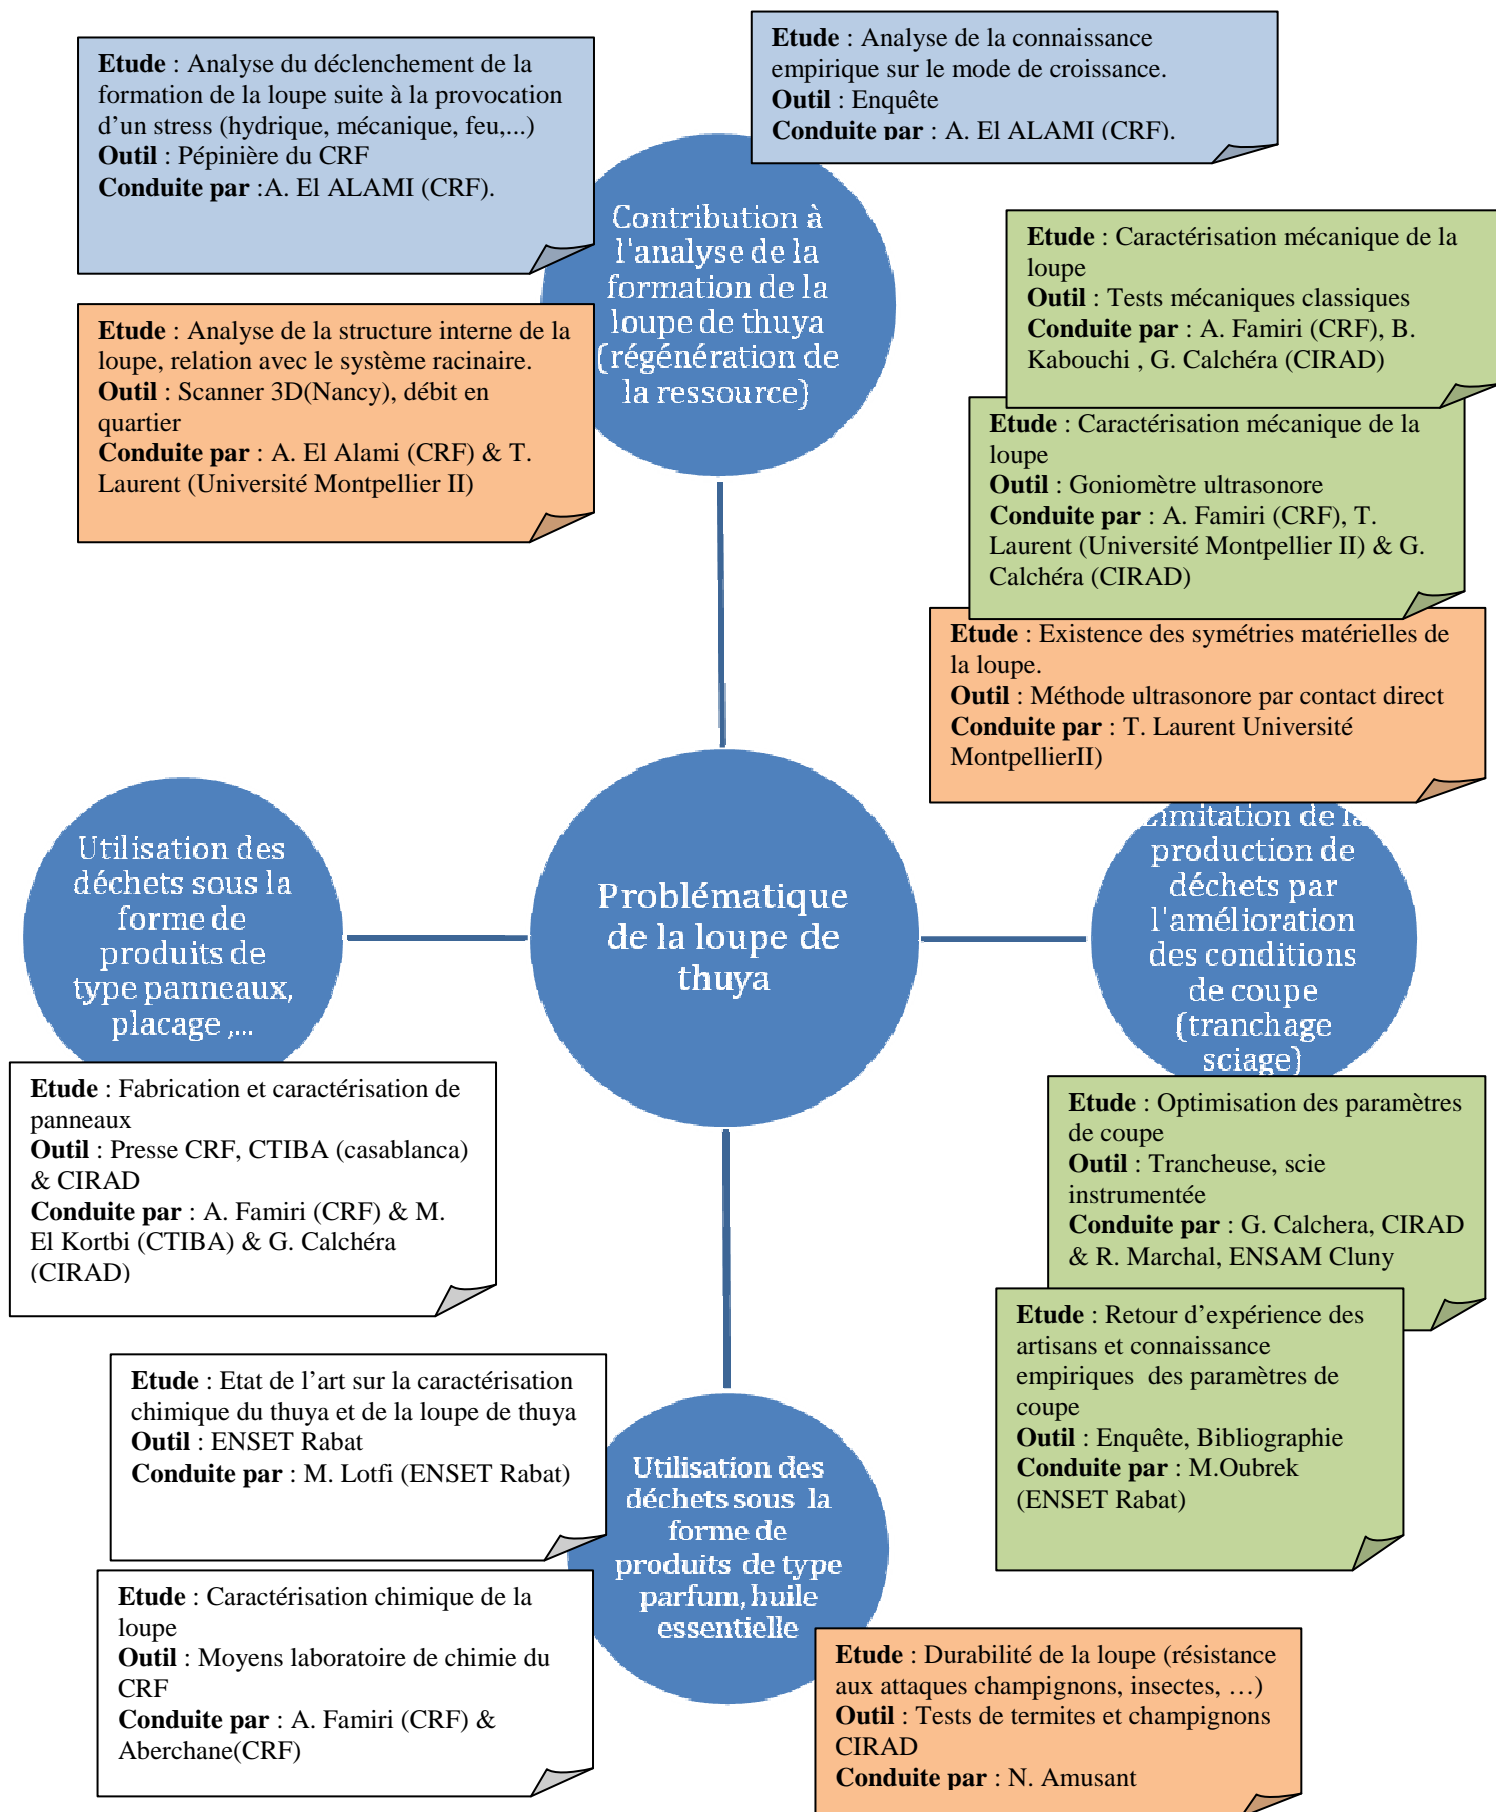 Etude : Analyse du déclenchement de la
formation de la loupe suite à la provocation
d’un stress (hydrique, mécanique, feu,...)
Outil : Pépinière du CRF
Conduite par :A. El ALAMI (CRF).
Etude : Analyse de la connaissance
empirique sur le mode de croissance.
Outil : Enquête
Conduite par : A. El ALAMI (CRF).
Contribution à
l'analyse de la
formation de la
loupe de thuya
(régénération de
la ressource)
Etude : Analyse de la structure interne de la
loupe, relation avec le système racinaire.
Outil : Scanner 3D(Nancy), débit en
quartier
Conduite par : A. El Alami (CRF) & T.
Laurent (Université Montpellier II)
Etude : Caractérisation mécanique de la
loupe
Outil : Tests mécaniques classiques
Conduite par : A. Famiri (CRF), B.
Kabouchi , G. Calchéra (CIRAD)
Etude : Caractérisation mécanique de la
loupe
Outil : Goniomètre ultrasonore
Conduite par : A. Famiri (CRF), T.
Laurent (Université Montpellier II) & G.
Calchéra (CIRAD)
Etude : Existence des symétries matérielles de
la loupe.
Outil : Méthode ultrasonore par contact direct
Conduite par : T. Laurent Université
MontpellierII)
Utilisation des
déchets sous la
forme de
produits de
type panneaux,
placage ,...
Problématique
de la loupe de
thuya
Limitation de la
production de
déchets par
l'amélioration
des conditions
de coupe
(tranchage
sciage)
Etude : Fabrication et caractérisation de
panneaux
Outil : Presse CRF, CTIBA (casablanca)
& CIRAD
Conduite par : A. Famiri (CRF) & M.
El Kortbi (CTIBA) & G. Calchéra
(CIRAD)
Etude : Optimisation des paramètres
de coupe
Outil : Trancheuse, scie
instrumentée
Conduite par : G. Calchera, CIRAD
& R. Marchal, ENSAM Cluny
Etude : Retour d’expérience des
artisans et connaissance
empiriques  des paramètres de
coupe
Outil : Enquête, Bibliographie
Conduite par : M.Oubrek
(ENSET Rabat)
Etude : Etat de l’art sur la caractérisation
chimique du thuya et de la loupe de thuya
Outil : ENSET Rabat
Conduite par : M. Lotfi (ENSET Rabat)
Utilisation des
déchets sous la
forme de
produits de type
parfum, huile
essentielle
Etude : Caractérisation chimique de la
loupe
Outil : Moyens laboratoire de chimie du
CRF
Conduite par : A. Famiri (CRF) &
Aberchane(CRF)
Etude : Durabilité de la loupe (résistance
aux attaques champignons, insectes, …)
Outil : Tests de termites et champignons
CIRAD
Conduite par : N. Amusant